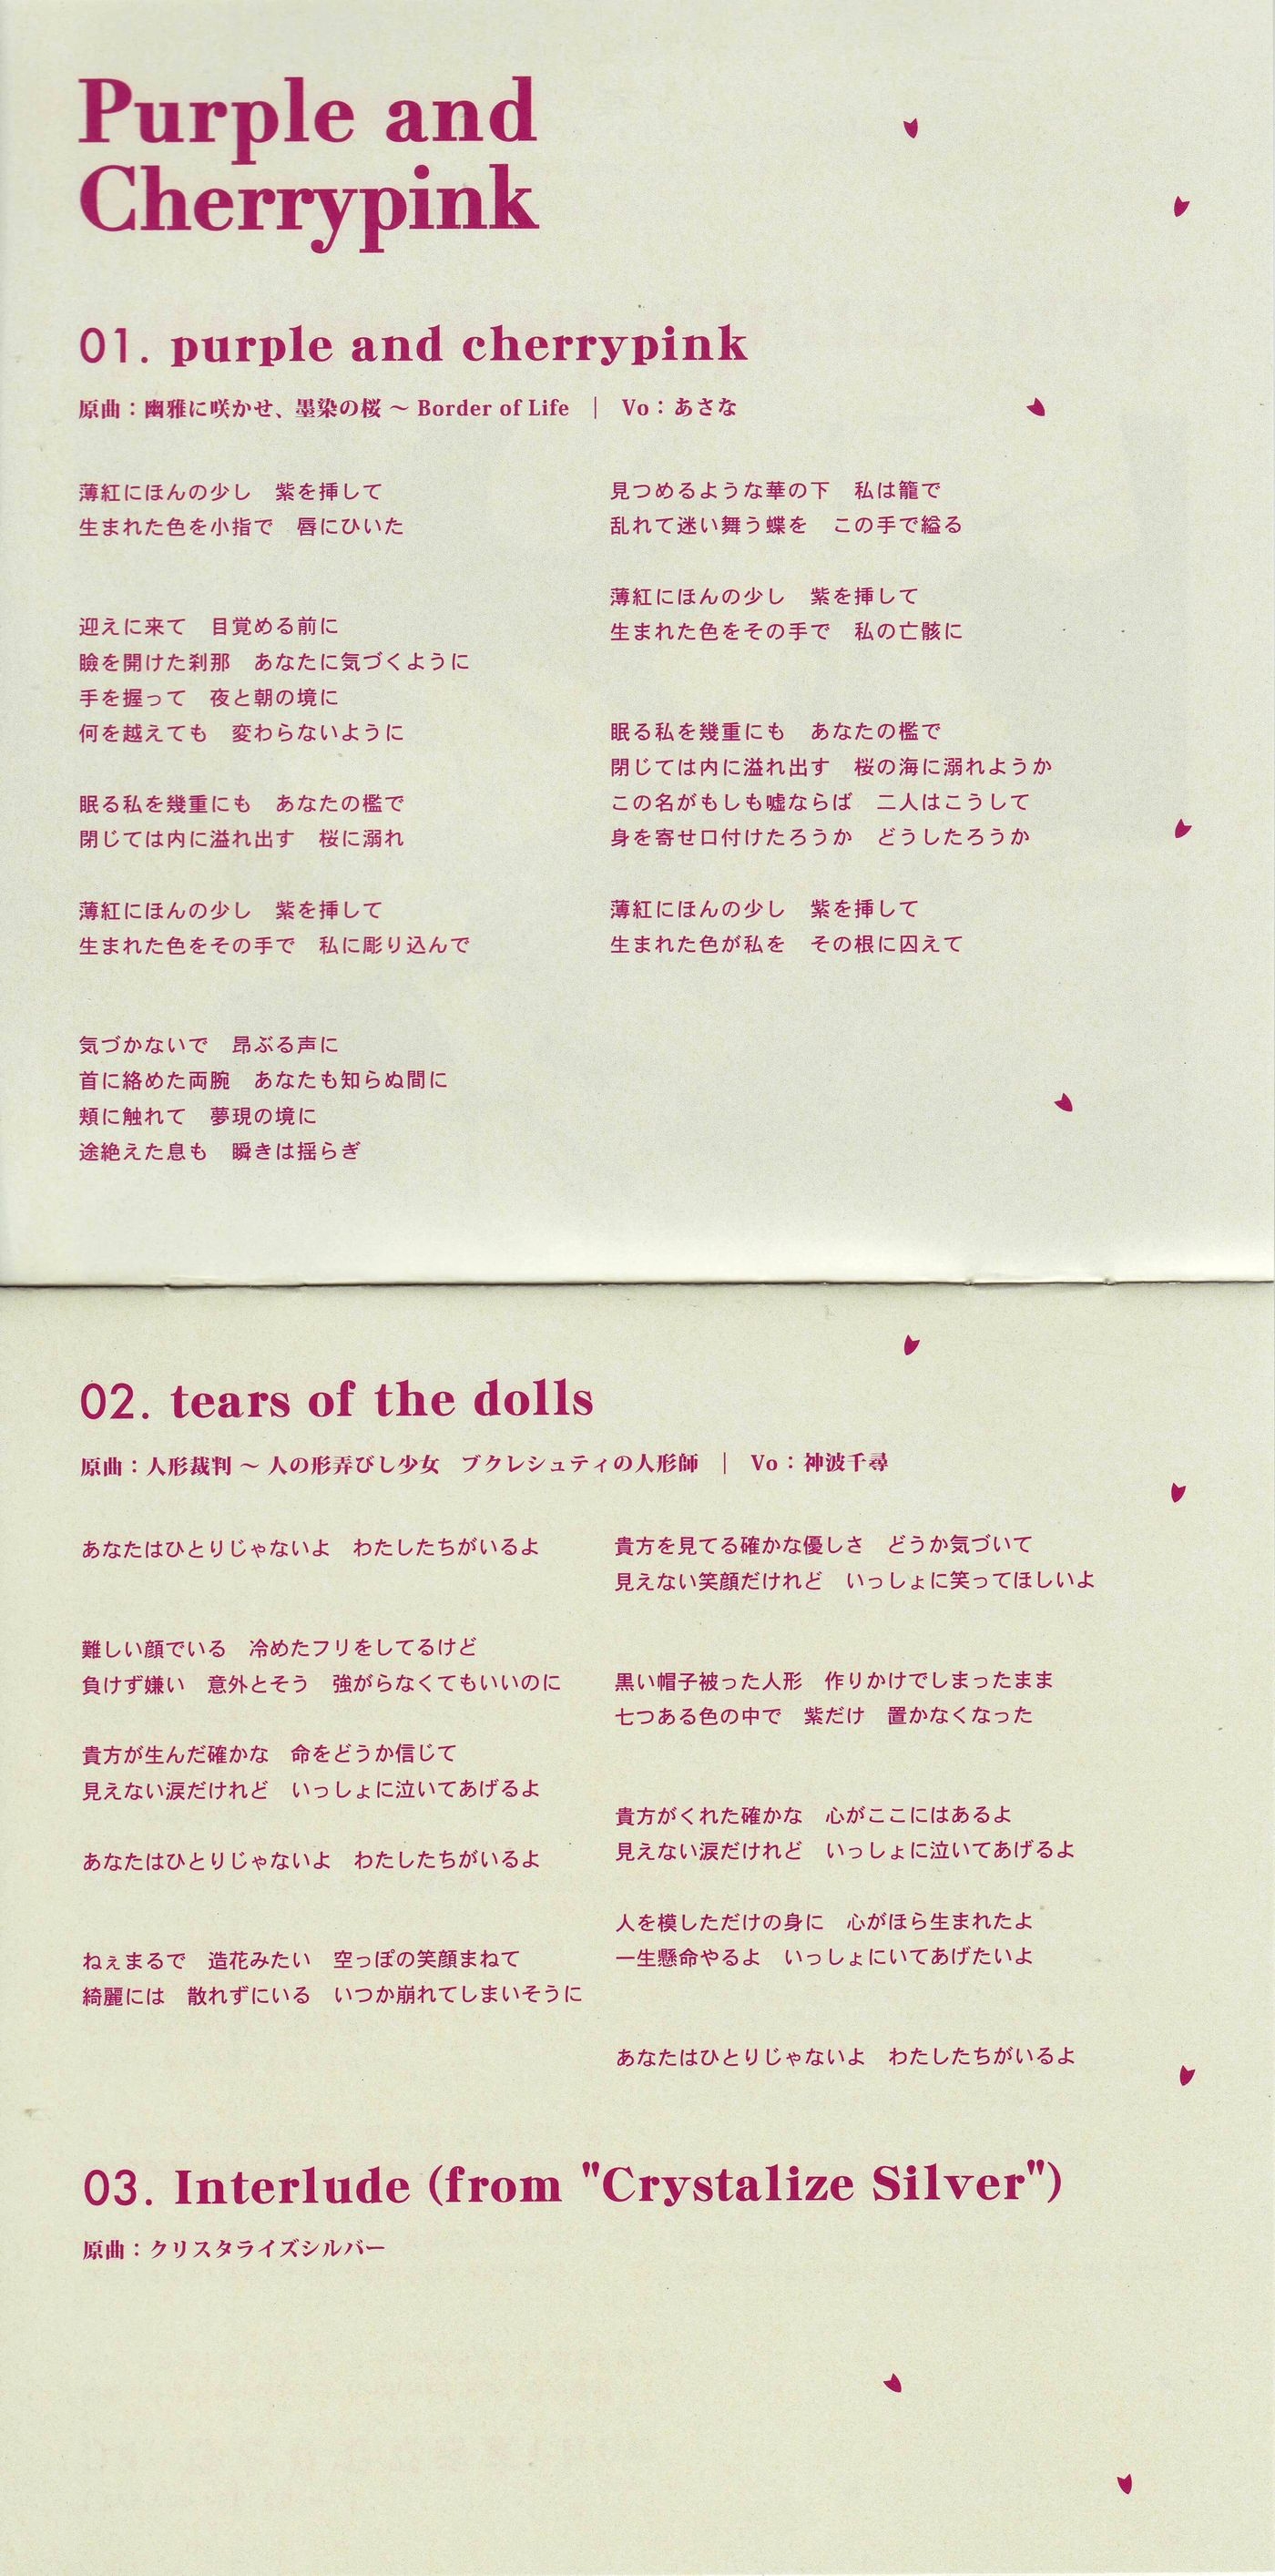 Purple and
Cherrypink
01. purple and cherrypink
原曲：幽雅に咲かせ、墨染の桜 ～ Border of Life ｜ Vo：あさな
薄紅にほんの少し　紫を挿して
生まれた色を小指で　唇にひいた
迎えに来て　目覚める前に
瞼を開けた刹那　あなたに気づくように
手を握って　夜と朝の境に
何を越えても　変わらないように
眠る私を幾重にも　あなたの檻で
閉じては内に溢れ出す　桜に溺れ
薄紅にほんの少し　紫を挿して
生まれた色をその手で　私に彫り込んで
気づかないで　昂ぶる声に
首に絡めた両腕　あなたも知らぬ間に
頬に触れて　夢現の境に
途絶えた息も　瞬きは揺らぎ
見つめるような華の下　私は籠で
乱れて迷い舞う蝶を　この手で縊る
薄紅にほんの少し　紫を挿して
生まれた色をその手で　私の亡骸に
眠る私を幾重にも　あなたの檻で
閉じては内に溢れ出す　桜の海に溺れようか
この名がもしも嘘ならば　二人はこうして
身を寄せ口付けたろうか　どうしたろうか
薄紅にほんの少し　紫を挿して
生まれた色が私を　その根に囚えて
02. tears of the dolls
原曲：人形裁判 ～ 人の形弄びし少女　ブクレシュティの人形師 ｜ Vo：神波千尋
あなたはひとりじゃないよ　わたしたちがいるよ
難しい顔でいる　冷めたフリをしてるけど
負けず嫌い　意外とそう　強がらなくてもいいのに
貴方が生んだ確かな　命をどうか信じて
見えない涙だけれど　いっしょに泣いてあげるよ
あなたはひとりじゃないよ　わたしたちがいるよ
ねぇまるで　造花みたい　空っぽの笑顔まねて
綺麗には　散れずにいる　いつか崩れてしまいそうに
貴方を見てる確かな優しさ　どうか気づいて
見えない笑顔だけれど　いっしょに笑ってほしいよ
黒い帽子被った人形　作りかけでしまったまま
七つある色の中で　紫だけ　置かなくなった
貴方がくれた確かな　心がここにはあるよ
見えない涙だけれど　いっしょに泣いてあげるよ
人を模しただけの身に　心がほら生まれたよ
一生懸命やるよ　いっしょにいてあげたいよ
あなたはひとりじゃないよ　わたしたちがいるよ
03. Interlude (from "Crystalize Silver")
原曲：クリスタライズシルバー